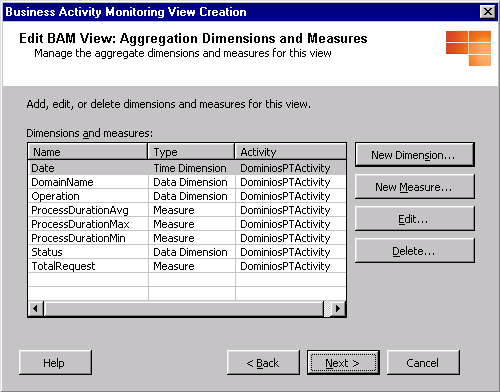 Business Activity Monitoring View Creation
Edit BAM View: Aggregation Dimensions and Measures
Manage the aggregate dimensions and measures for this view
Add, edit, or delete dimensions and measures for this view.
Dimensions and measures:
Name Type Activity
Date Time Dimension DominiosPTActivity
DomainName Data Dimension DominiosPTActivity
Operation Data Dimension DominiosPTActivity
ProcessDurationAvg Measure DominiosPTActivity
ProcessDurationMax Measure DominiosPTActivity
ProcessDurationMin Measure DominiosPTActivity
Status Data Dimension DominiosPTActivity
TotalRequest Measure DominiosPTActivity
New Dimension...
New Measure...
Edit...
Delete...
Help < Back Next > Cancel